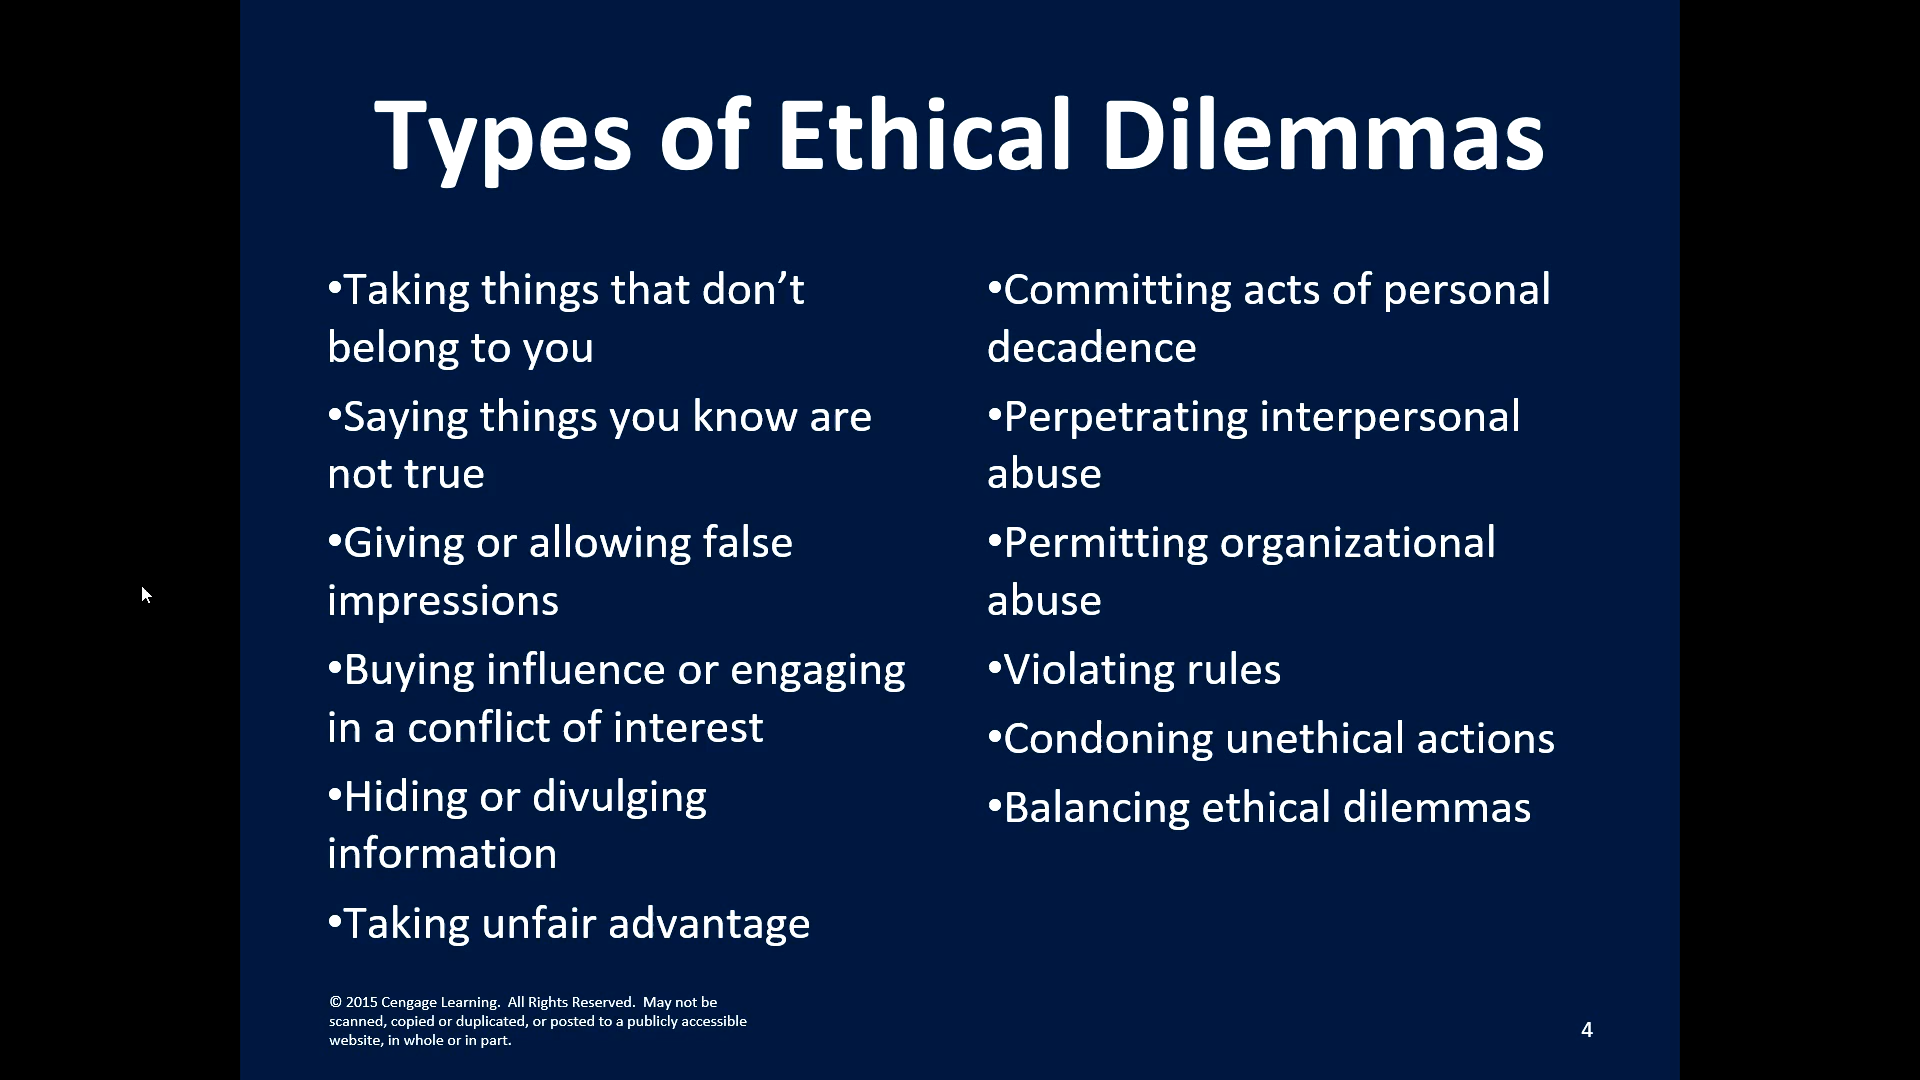 Types of Ethical Dilemmas
•Taking things that don’t
belong to you
•Saying things you know are
not true
•Giving or allowing false
impressions
•Buying influence or engaging
in a conflict of interest
•Hiding or divulging
information
•Taking unfair advantage
•Committing acts of personal
decadence
•Perpetrating interpersonal
abuse
•Permitting organizational
abuse
•Violating rules
•Condoning unethical actions
•Balancing ethical dilemmas
© 2015 Cengage Learning.  All Rights Reserved.  May not be
scanned, copied or duplicated, or posted to a publicly accessible
website, in whole or in part.
4